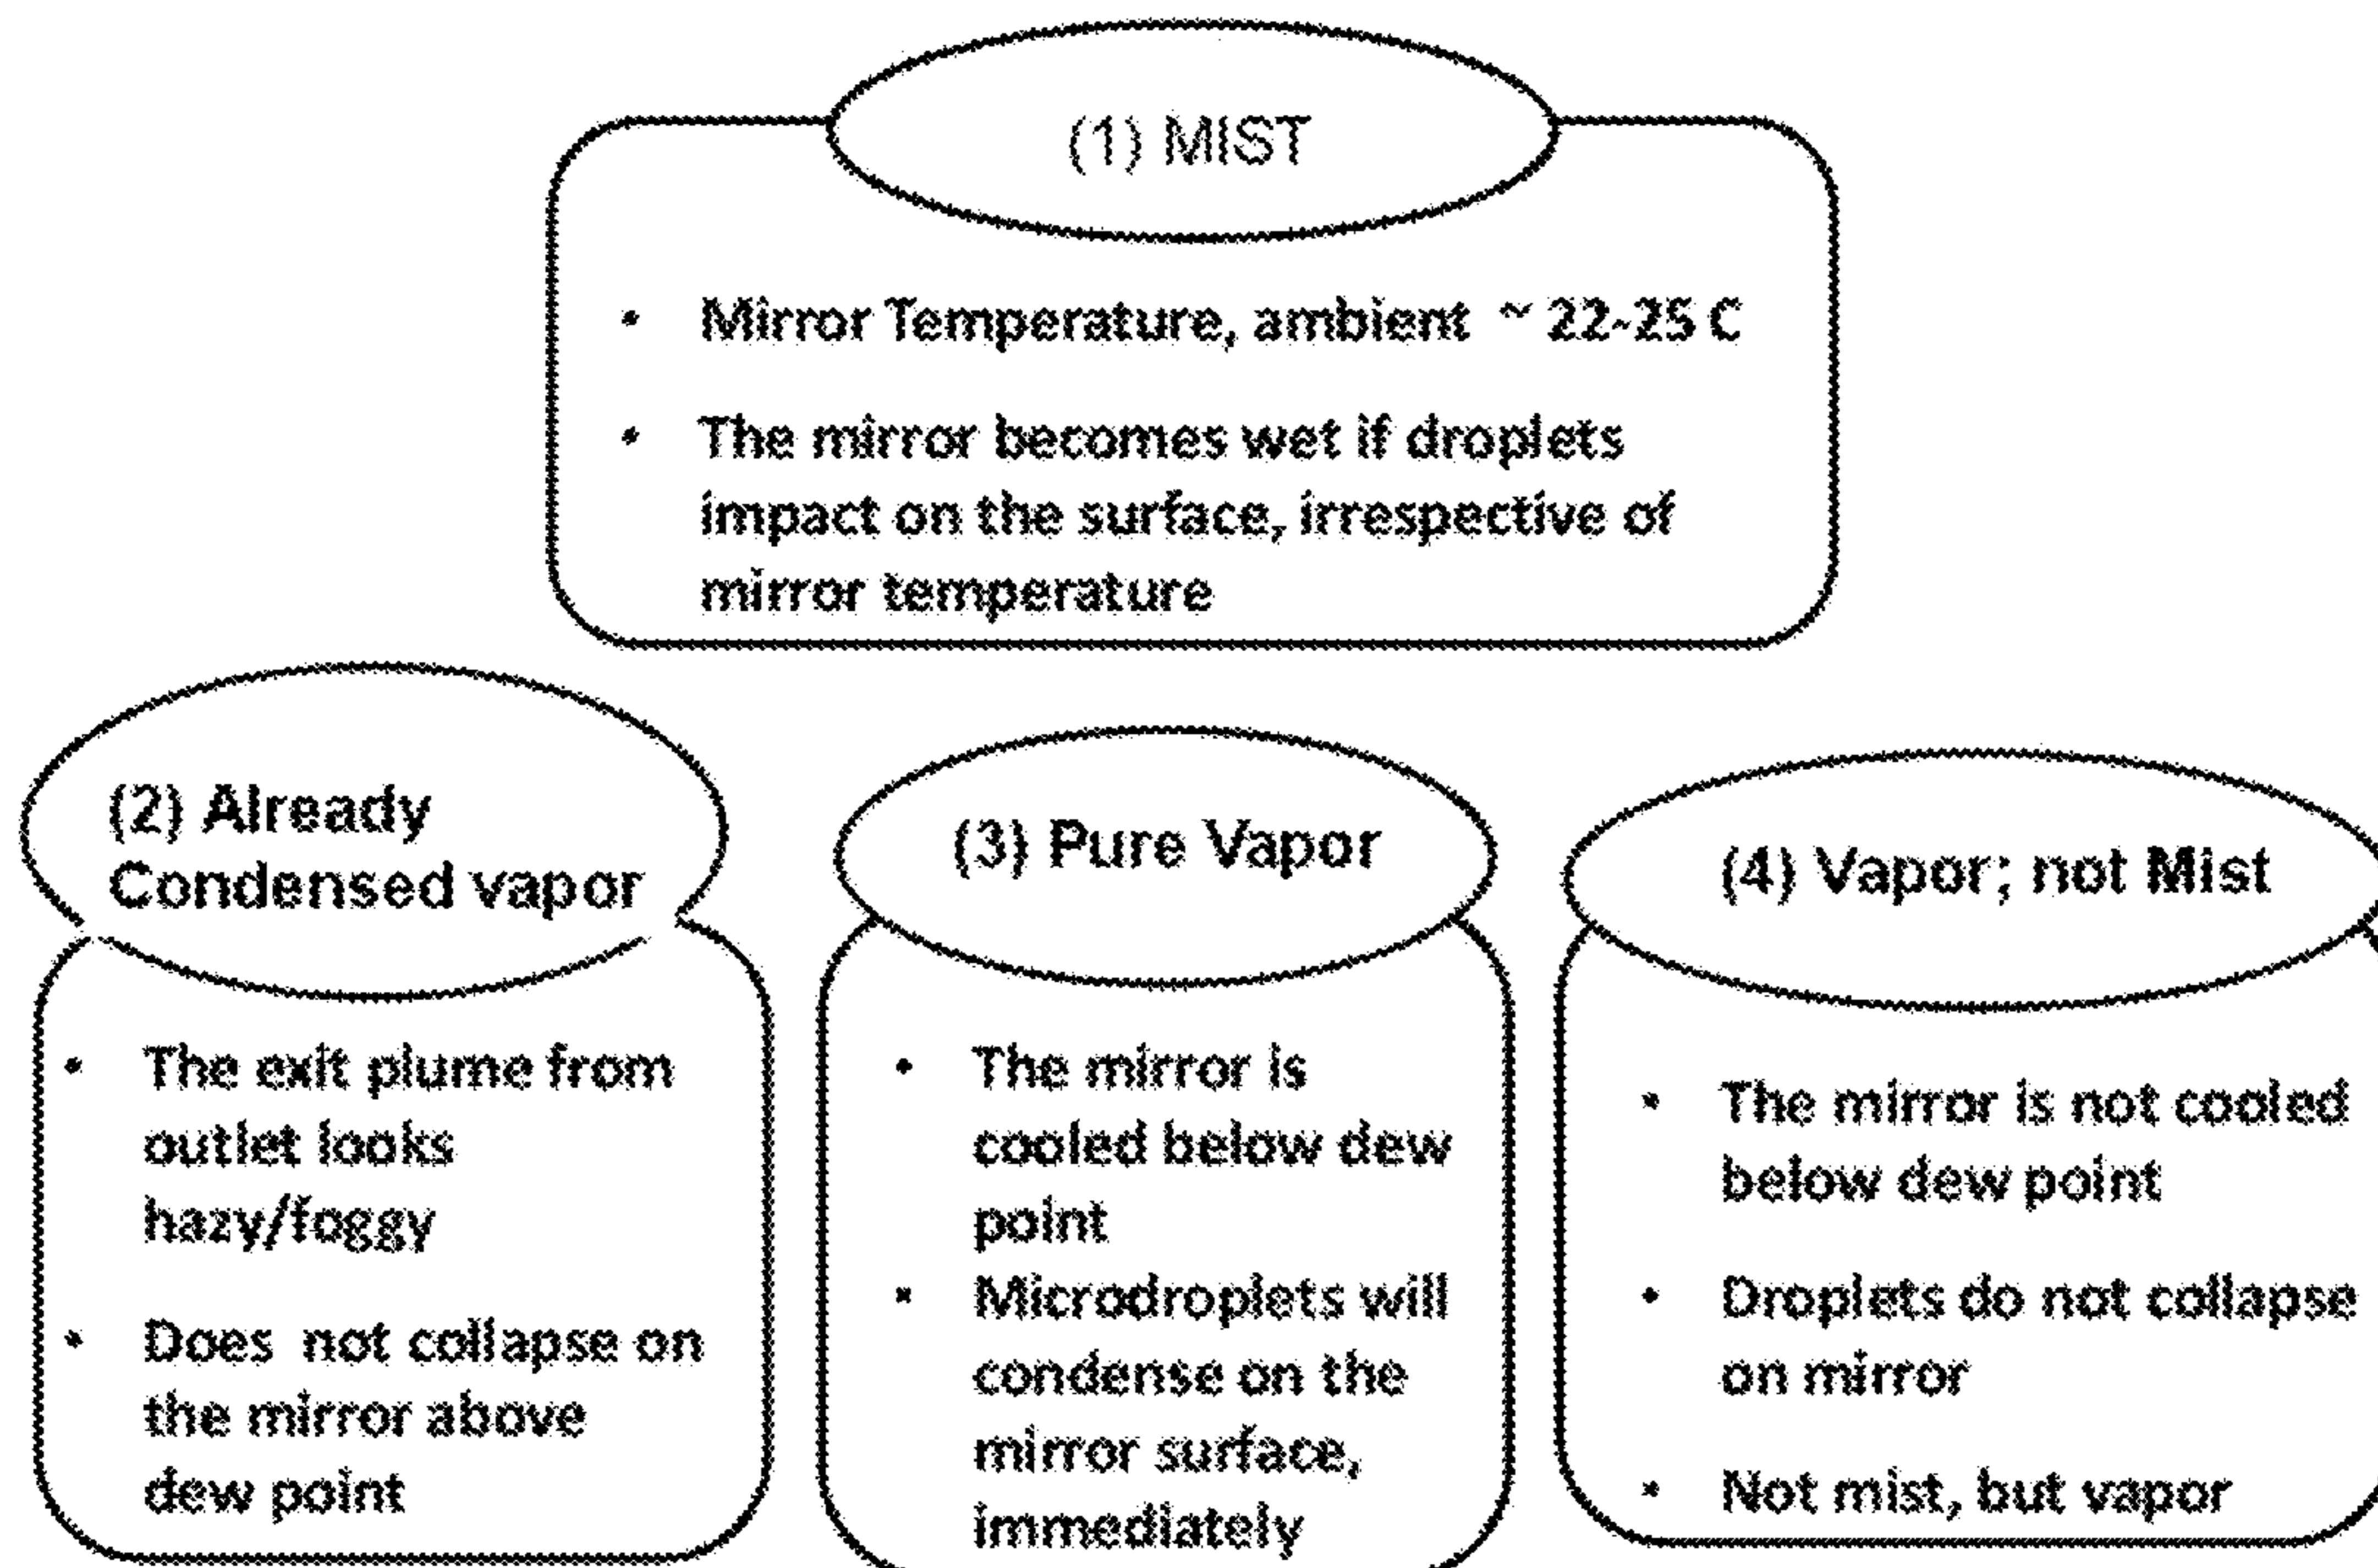 (1) MIST
• Mirror Temperature, ambient ~ 22-25 C
• The mirror becomes wet if droplets
impact on the surface, irrespective of
mirror temperature
(2) Already
Condensed vapor
• The exit plume from
outlet looks
hazy/foggy
• Does not collapse on
the mirror above
dew point
(3) Pure Vapor
• The mirror is
cooled below dew
point
• Microdroplets will
condense on the
mirror surface,
immediately
(4) Vapor; not Mist
• The mirror is not cooled
below dew point
• Droplets do not collapse
on mirror
• Not mist, but vapor